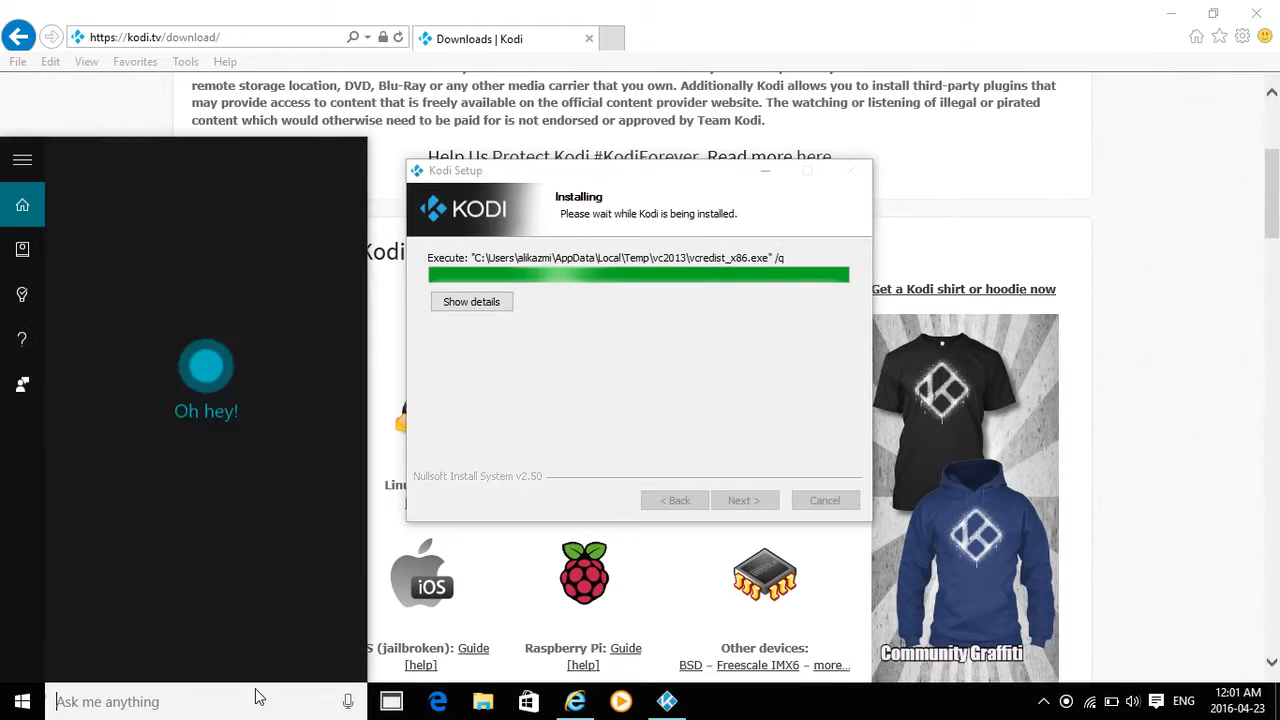 https://kodi.tv/download/
Downloads | Kodi
File Edit View Favorites Tools Help
remote storage location, DVD, Blu-Ray or any other media carrier that you own. Additionally Kodi allows you to install third-party plugins that
may provide access to content that is freely available on the official content provider website. The watching or listening of illegal or pirated
content which would otherwise need to be paid for is not endorsed or approved by Team Kodi.
Help Us Protect Kodi #KodiForever. Read more here
Kodi Setup
KODI
Installing
Please wait while Kodi is being installed.
Kodi
Execute: "C:\Users\alikazmi\AppData\Local\Temp\vc2013\vcredist_x86.exe" /q
Show details
Get a Kodi shirt or hoodie now
Oh hey!
Nullsoft Install System v2.50
< Back Next > Cancel
iOS
S (jailbroken): Guide
[help]
Raspberry Pi: Guide
[help]
Other devices:
BSD – Freescale IMX6 – more...
Community Graffiti
Ask me anything
ENG
12:01 AM
2016-04-23